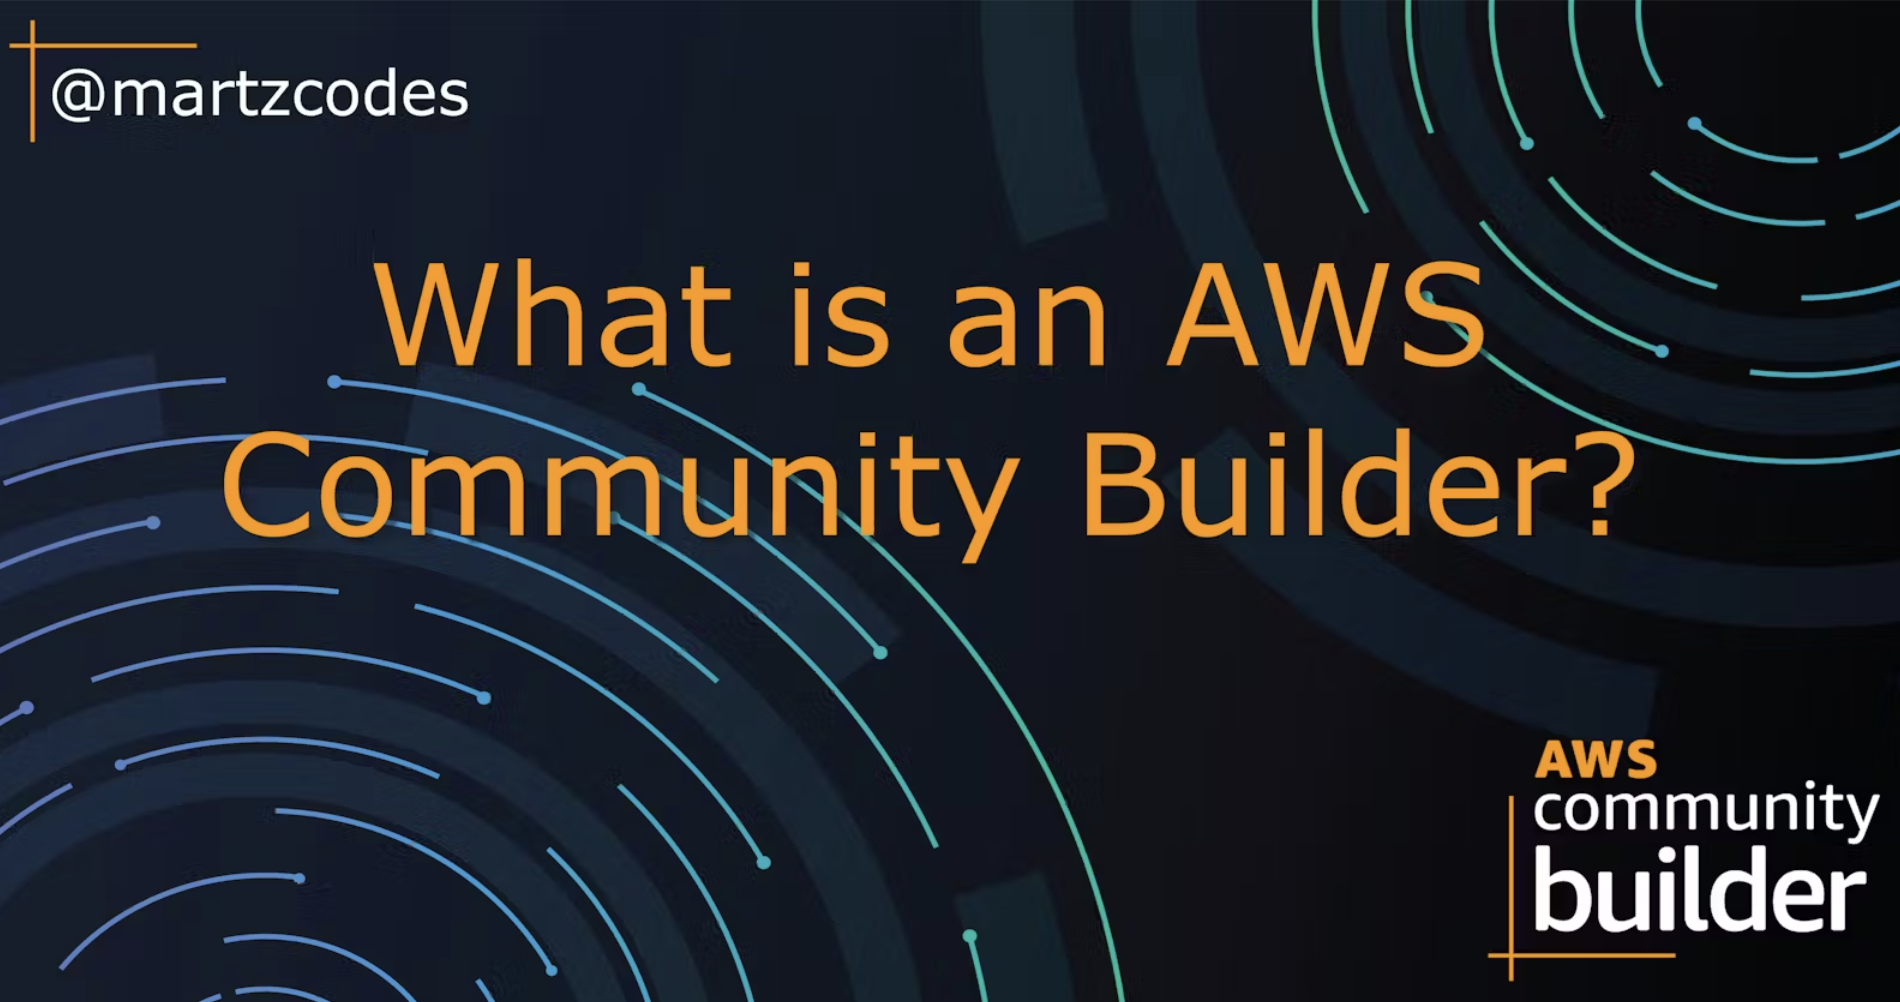 @martzcodes
What is an AWS
Community Builder?
AWS
community
builder